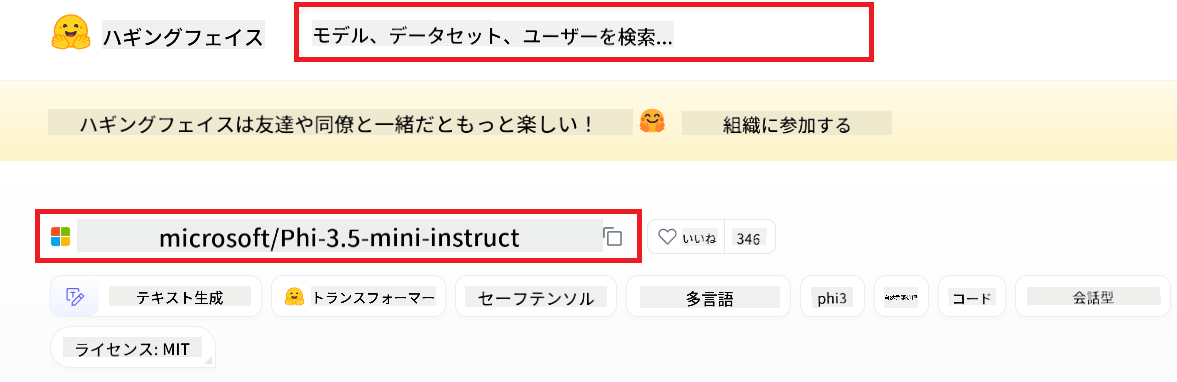 ハギングフェイス
モデル、データセット、ユーザーを検索...
ハギングフェイスは友達や同僚と一緒だともっと楽しい！
組織に参加する
microsoft/Phi-3.5-mini-instruct
いいね
346
テキスト生成
トランスフォーマー
セーフテンソル
多言語
phi3
コード
会話型
ライセンス: MIT